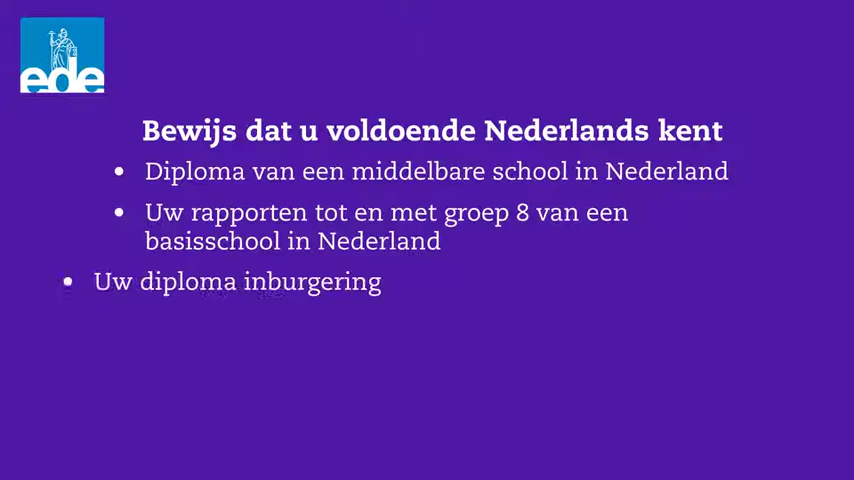 ede
Bewijs dat u voldoende Nederlands kent
• Diploma van een middelbare school in Nederland
• Uw rapporten tot en met groep 8 van een
basisschool in Nederland
• Uw diploma inburgering